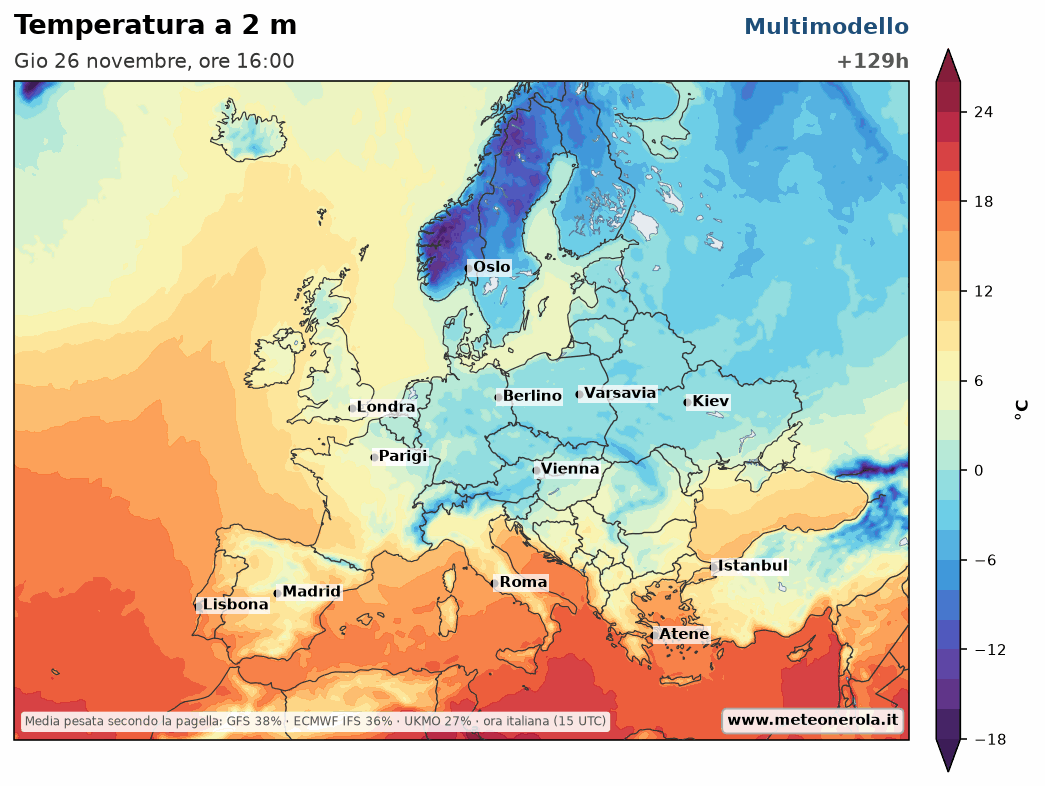 Temperatura a 2 m
Multimodello
Gio 26 novembre, ore 16:00
+129h
24
18
12
6
0
−6
−12
−18
°C
Oslo
Londra
Berlino
Varsavia
Kiev
Parigi
Vienna
Istanbul
Roma
Madrid
Lisbona
Atene
Media pesata secondo la pagella: GFS 38% · ECMWF IFS 36% · UKMO 27% · ora italiana (15 UTC)
www.meteonerola.it